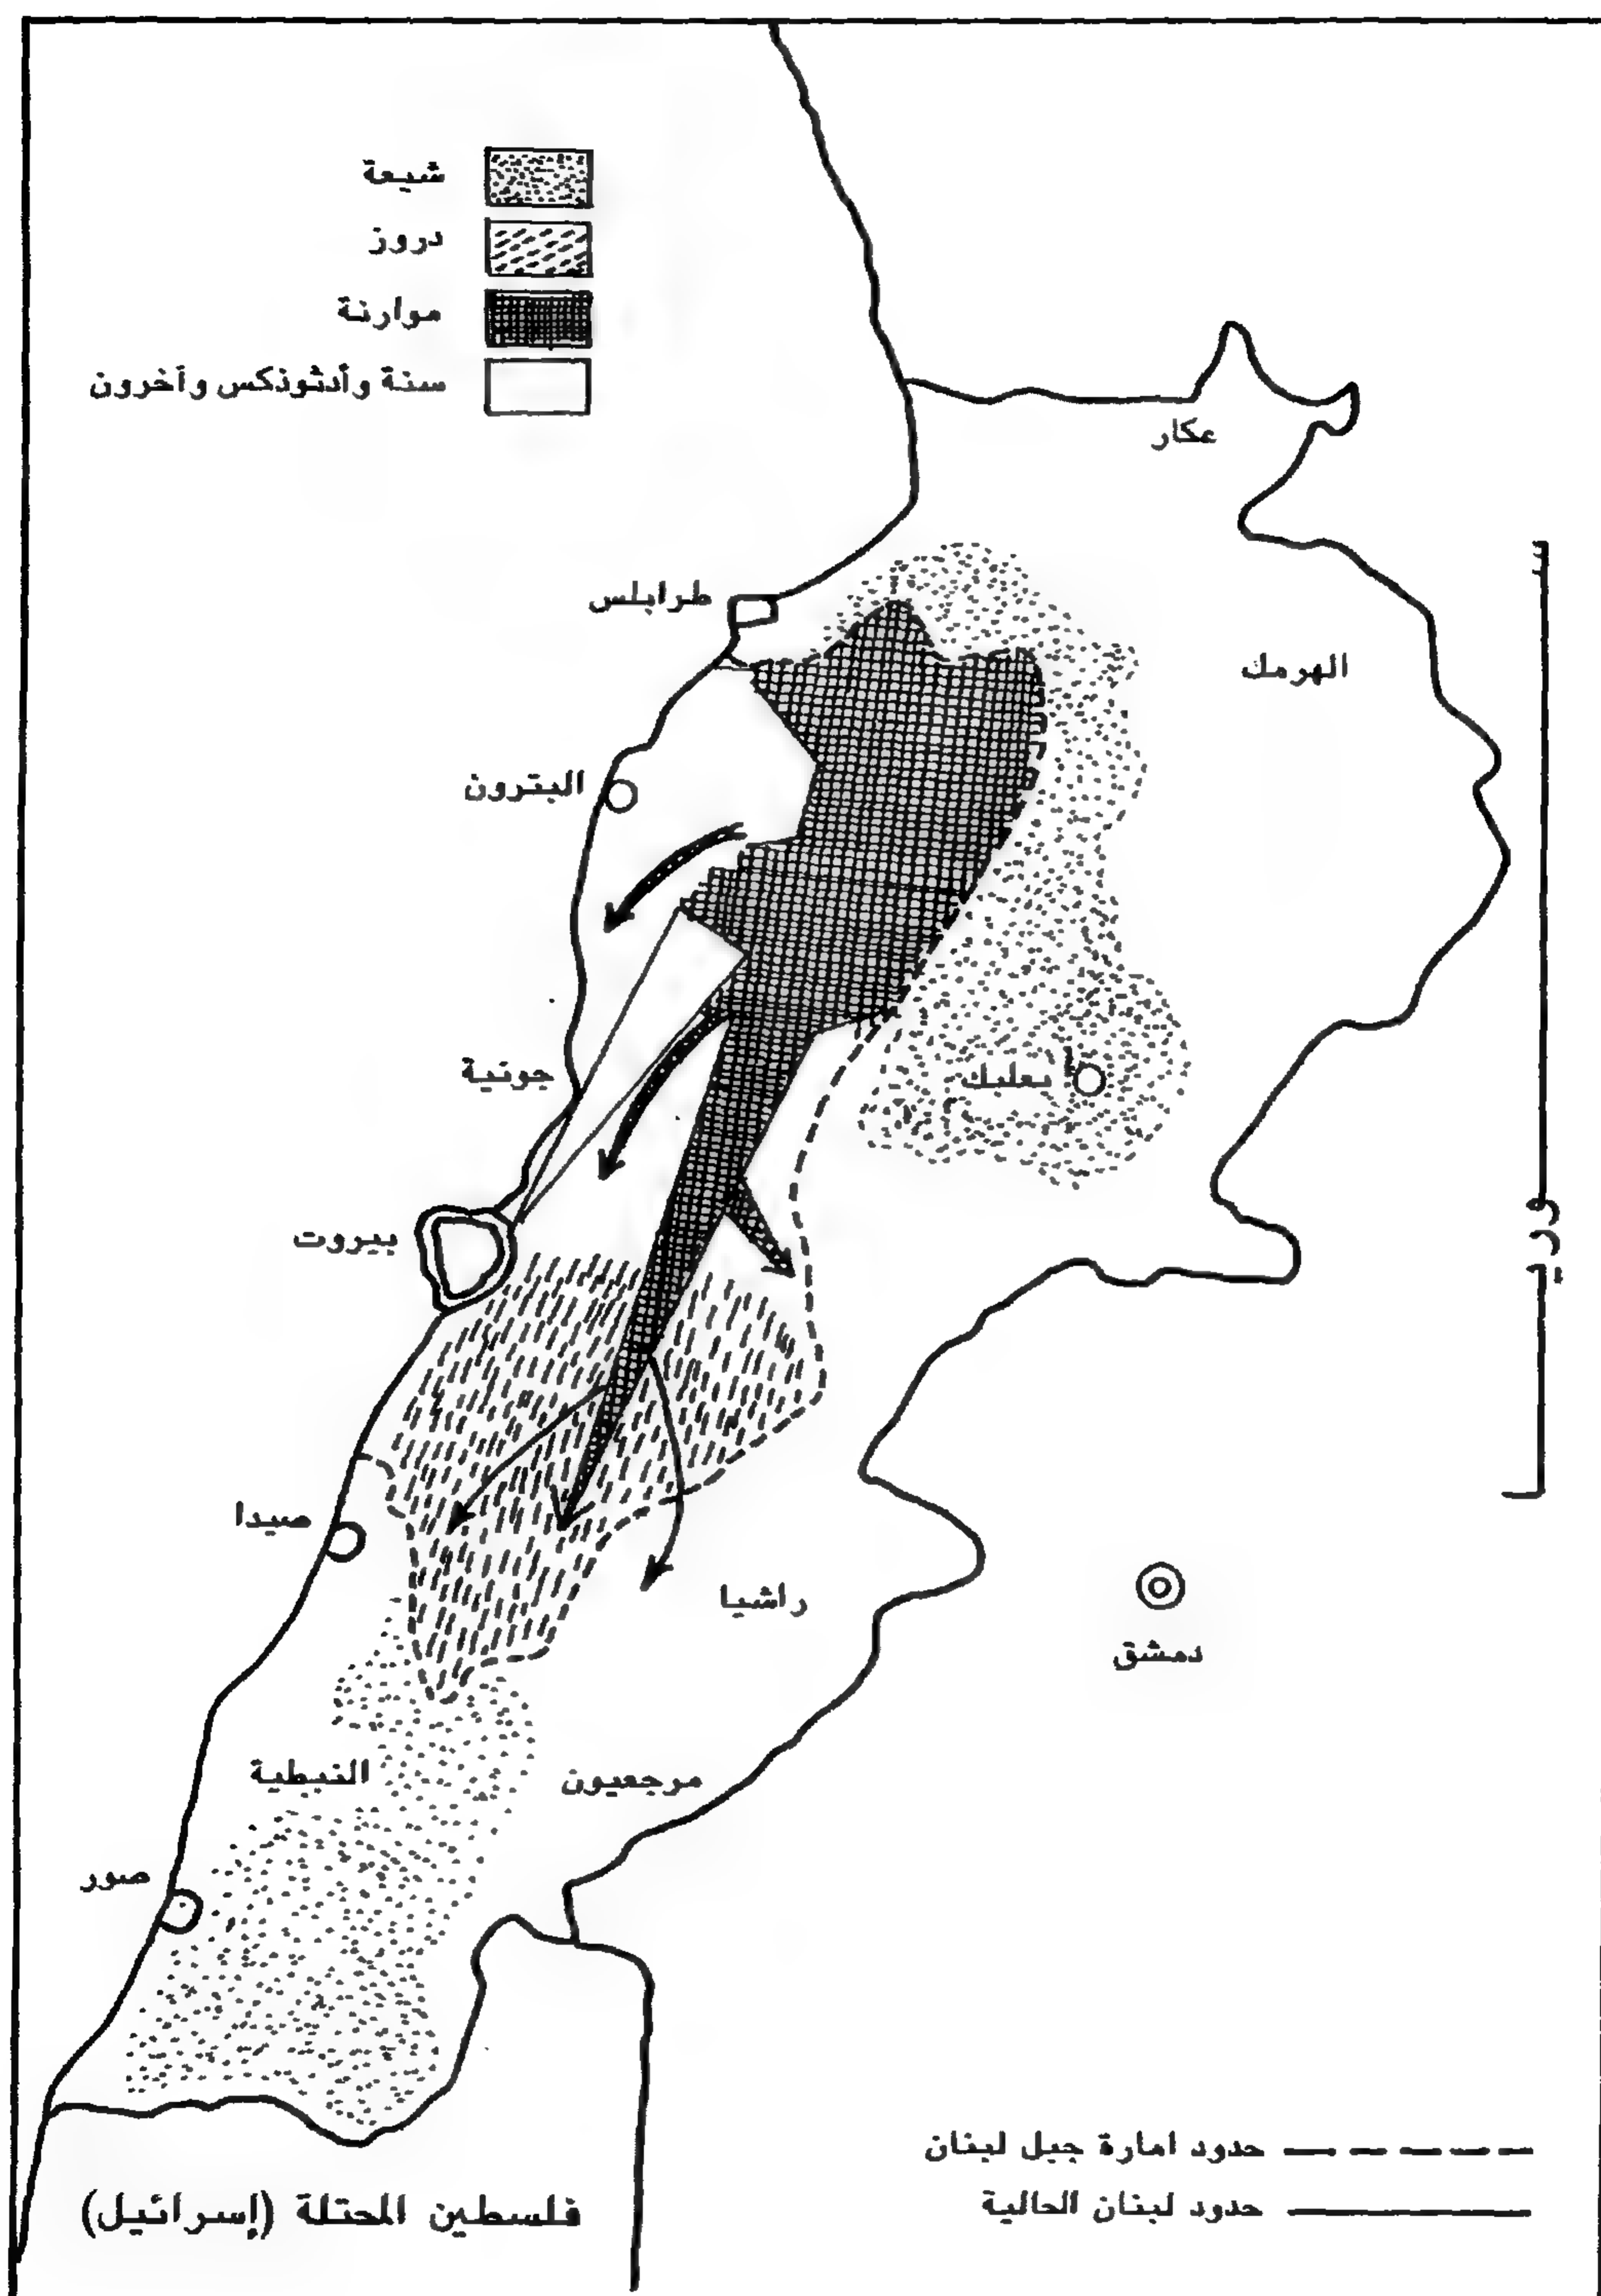 شيعة
دروز
موارنة
سنة وأرثوذكس وآخرون
عكار
طرابلس
الهرمل
البترون
بعلبك
جونية
بيروت
سوريا
صيدا
راشيا
دمشق
النبطية
مرجعيون
صور
حدود امارة جبل لبنان
حدود لبنان الحالية
فلسطين المحتلة (إسرائيل)